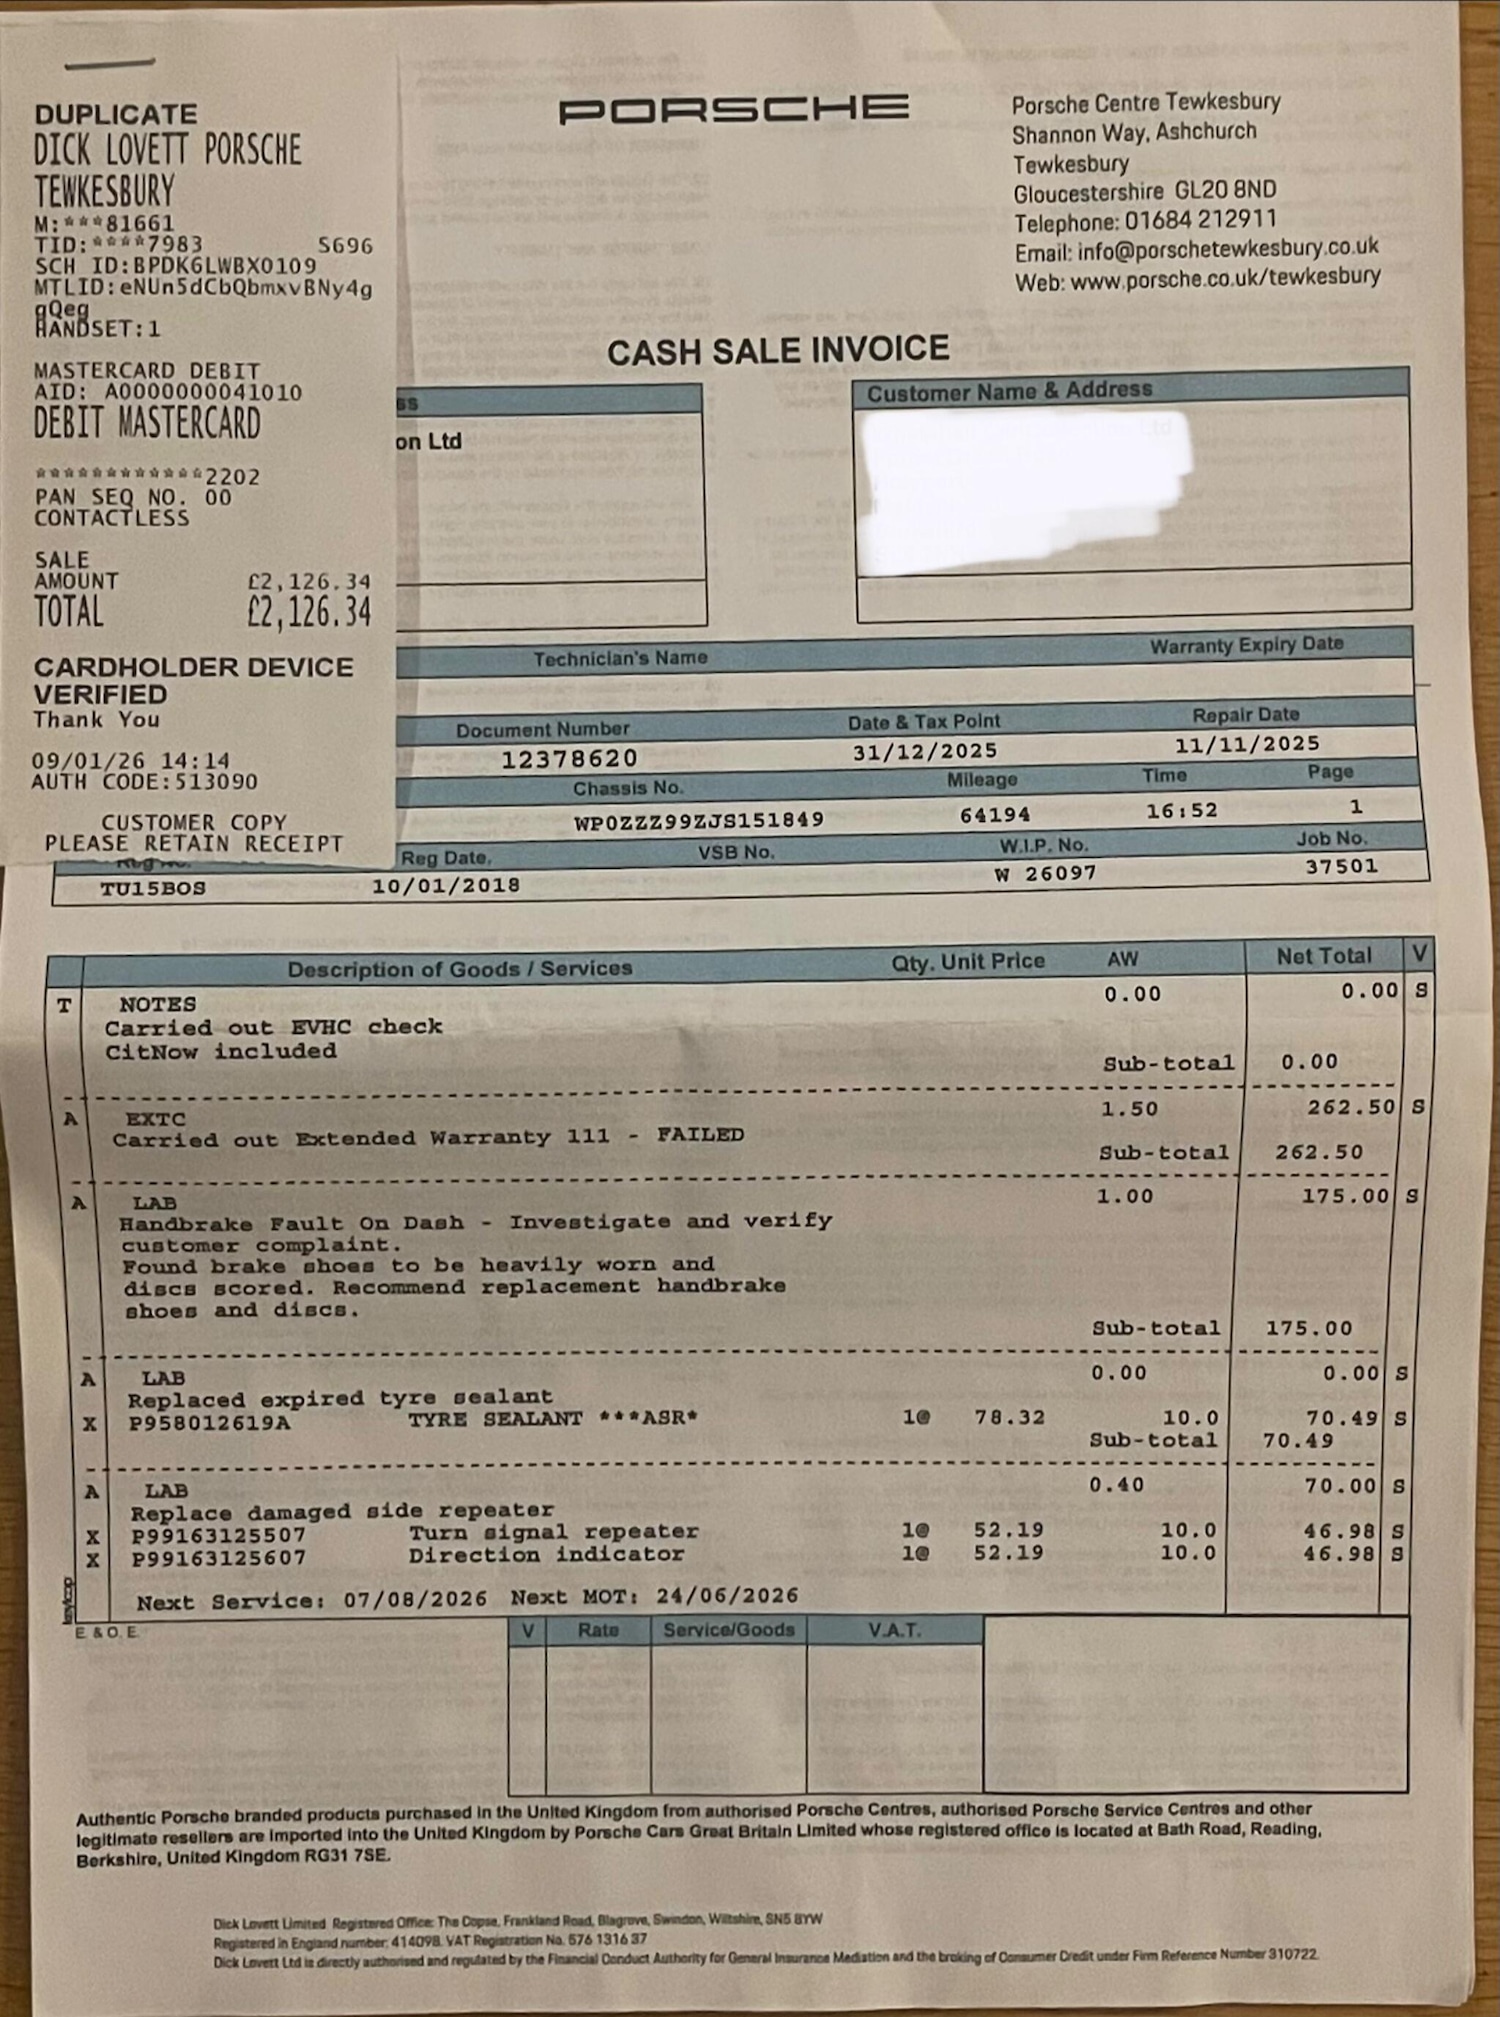 DUPLICATE
DICK LOVETT PORSCHE
TEWKESBURY
M:***81661
TID:****7983 S696
SCH ID:BPDK6LWBX0109
MTLID:eNUn5dCbQbmxvBNy4g
gQeg
HANDSET:1
MASTERCARD DEBIT
AID: A0000000041010
DEBIT MASTERCARD
************2202
PAN SEQ NO. 00
CONTACTLESS
SALE
AMOUNT £2,126.34
TOTAL £2,126.34
CARDHOLDER DEVICE
VERIFIED
Thank You
09/01/26 14:14
AUTH CODE:513090
CUSTOMER COPY
PLEASE RETAIN RECEIPT
PORSCHE
Porsche Centre Tewkesbury
Shannon Way, Ashchurch
Tewkesbury
Gloucestershire GL20 8ND
Telephone: 01684 212911
Email: info@porschetewkesbury.co.uk
Web: www.porsche.co.uk/tewkesbury
CASH SALE INVOICE
ss
on Ltd
Customer Name & Address
Technician's Name Warranty Expiry Date
Document Number Date & Tax Point Repair Date
12378620 31/12/2025 11/11/2025
Chassis No. Mileage Time Page
WP0ZZZ99ZJS151849 64194 16:52 1
Reg No. Reg Date. VSB No. W.I.P. No. Job No.
TU15BOS 10/01/2018 W 26097 37501
Description of Goods / Services Qty. Unit Price AW Net Total V
T NOTES 0.00 0.00 S
Carried out EVHC check
CitNow included
Sub-total 0.00
A EXTC 1.50 262.50 S
Carried out Extended Warranty 111 - FAILED
Sub-total 262.50
A LAB 1.00 175.00 S
Handbrake Fault On Dash - Investigate and verify
customer complaint.
Found brake shoes to be heavily worn and
discs scored. Recommend replacement handbrake
shoes and discs.
Sub-total 175.00
A LAB 0.00 0.00 S
Replaced expired tyre sealant
X P958012619A TYRE SEALANT ***ASR* 1@ 78.32 10.0 70.49 S
Sub-total 70.49
A LAB 0.40 70.00 S
Replace damaged side repeater
X P99163125507 Turn signal repeater 1@ 52.19 10.0 46.98 S
X P99163125607 Direction indicator 1@ 52.19 10.0 46.98 S
Next Service: 07/08/2026 Next MOT: 24/06/2026
keyloop
E. & O. E.
V Rate Service/Goods V.A.T.
Authentic Porsche branded products purchased in the United Kingdom from authorised Porsche Centres, authorised Porsche Service Centres and other
legitimate resellers are imported into the United Kingdom by Porsche Cars Great Britain Limited whose registered office is located at Bath Road, Reading,
Berkshire, United Kingdom RG31 7SE.
Dick Lovett Limited Registered Office: The Copse, Frankland Road, Blagrove, Swindon, Wiltshire, SN5 8YW
Registered in England number: 414098. VAT Registration No. 576 1316 37
Dick Lovett Ltd is directly authorised and regulated by the Financial Conduct Authority for General Insurance Mediation and the broking of Consumer Credit under Firm Reference Number 310722